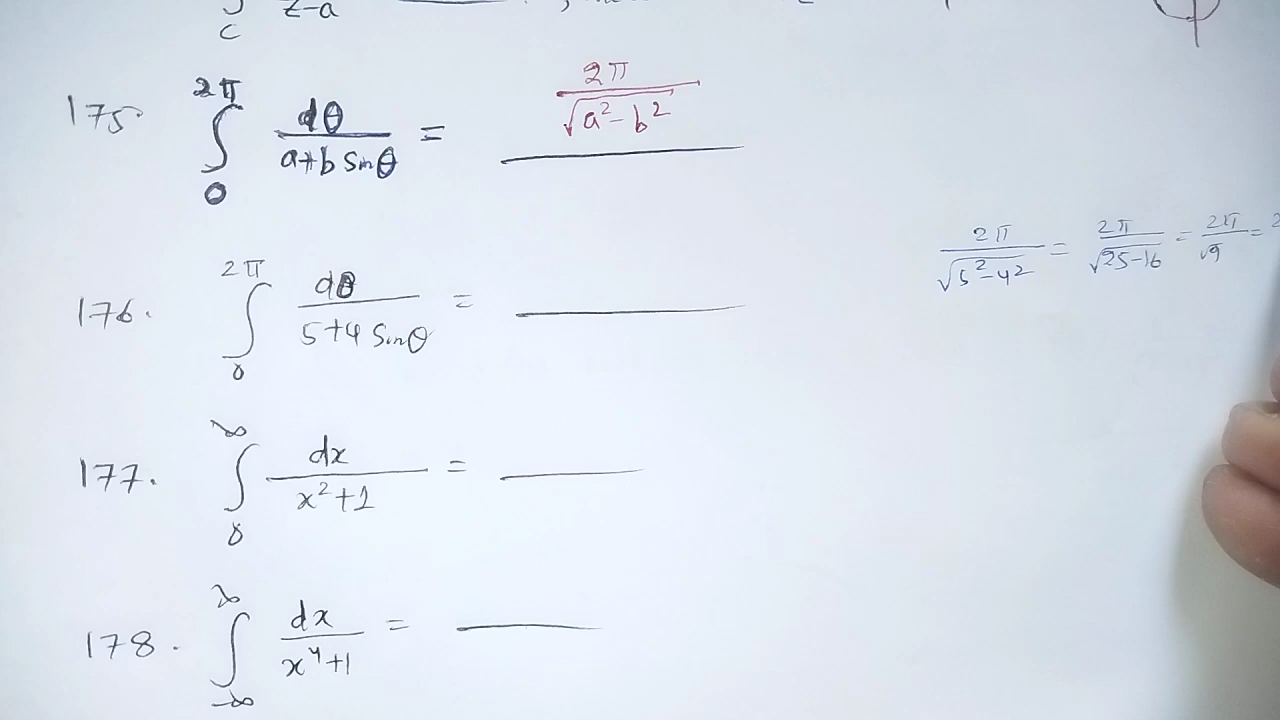 ∫ z-a
C
175. ∫₀^{2π} dθ/(a+b sinθ) = 2π/√(a²-b²)
2π/√(5²-4²) = 2π/√(25-16) = 2π/√9 = 2
176. ∫₀^{2π} dθ/(5+4 sinθ) =
177. ∫₀^∞ dx/(x²+1) =
178. ∫_{-∞}^∞ dx/(x⁴+1) =